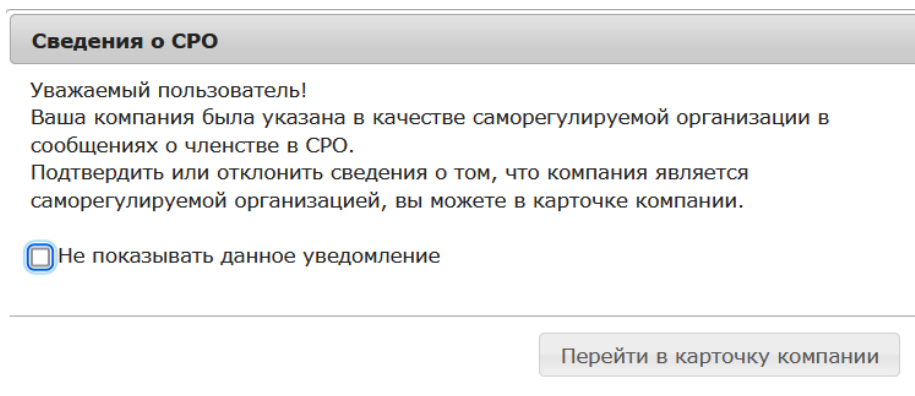 Сведения о СРО
Уважаемый пользователь!
Ваша компания была указана в качестве саморегулируемой организации в
сообщениях о членстве в СРО.
Подтвердить или отклонить сведения о том, что компания является
саморегулируемой организацией, вы можете в карточке компании.
Не показывать данное уведомление
Перейти в карточку компании